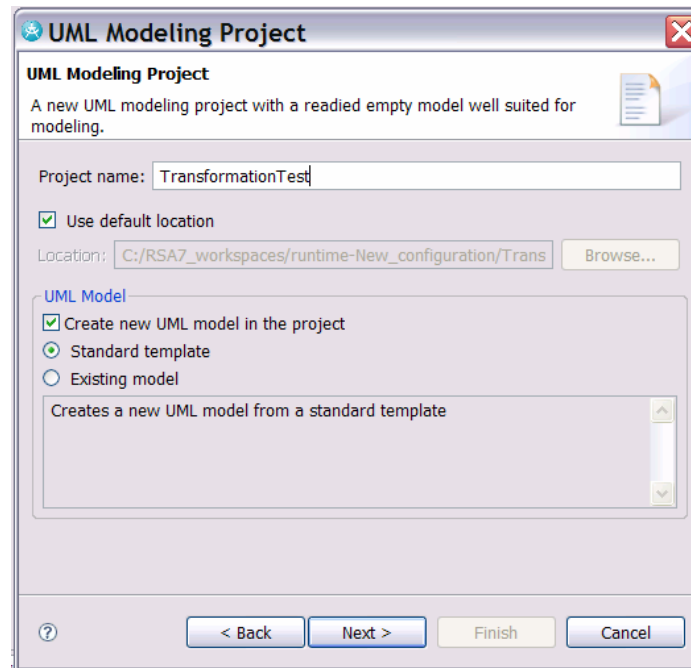 UML Modeling Project
UML Modeling Project
A new UML modeling project with a readied empty model well suited for
modeling.
Project name: TransformationTest
Use default location
Location: C:/RSA7_workspaces/runtime-New_configuration/Trans Browse...
UML Model
Create new UML model in the project
Standard template
Existing model
Creates a new UML model from a standard template
? < Back Next > Finish Cancel